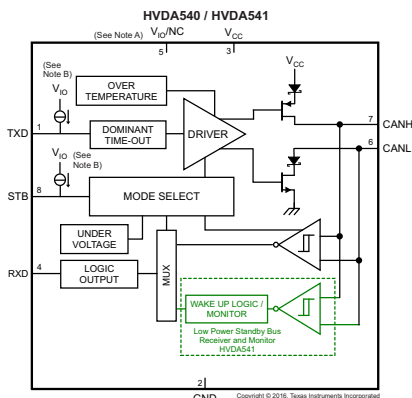 HVDA540 / HVDA541
(See Note A)
VIO/NC
VCC
5
3
(See
Note B)
VIO
OVER
TEMPERATURE
VCC
TXD
1
DOMINANT
TIME-OUT
DRIVER
7
CANH
6
CANL
VIO
(See
Note B)
STB
8
MODE SELECT
UNDER
VOLTAGE
RXD
4
LOGIC
OUTPUT
MUX
WAKE UP LOGIC /
MONITOR
Low Power Standby Bus
Receiver and Monitor
HVDA541
2
GND
Copyright © 2016, Texas Instruments Incorporated